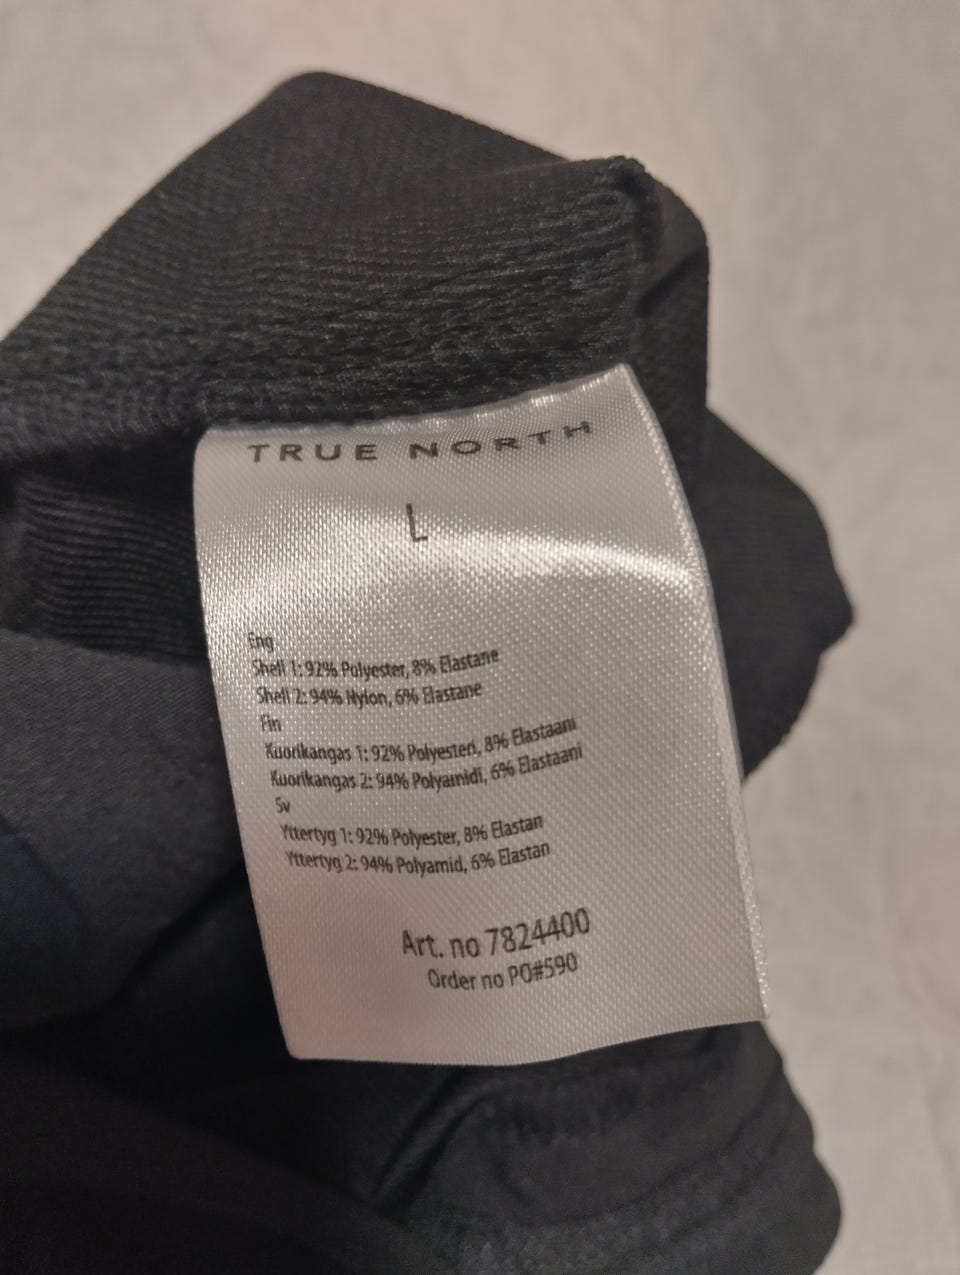 TRUE NORTH
L
Eng
Shell 1: 92% Polyester, 8% Elastane
Shell 2: 94% Nylon, 6% Elastane
Fin
Kuorikangas 1: 92% Polyesteri, 8% Elastaani
Kuorikangas 2: 94% Polyamidi, 6% Elastaani
Sv
Yttertyg 1: 92% Polyester, 8% Elastan
Yttertyg 2: 94% Polyamid, 6% Elastan
Art. no 7824400
Order no PO#590